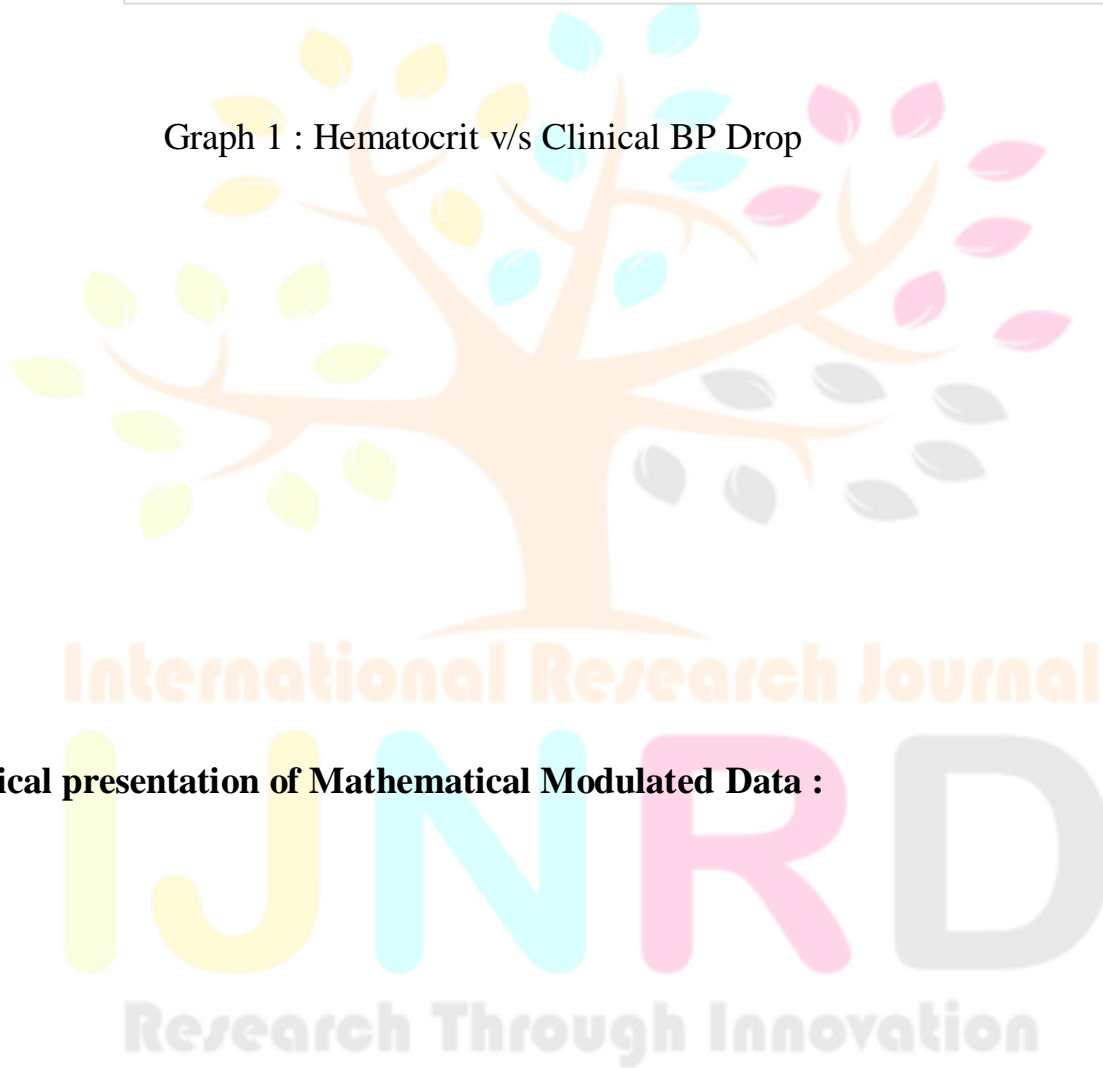 Graph 1 : Hematocrit v/s Clinical BP Drop
International Research Journal
ical presentation of Mathematical Modulated Data :
IJNRD
Research Through Innovation